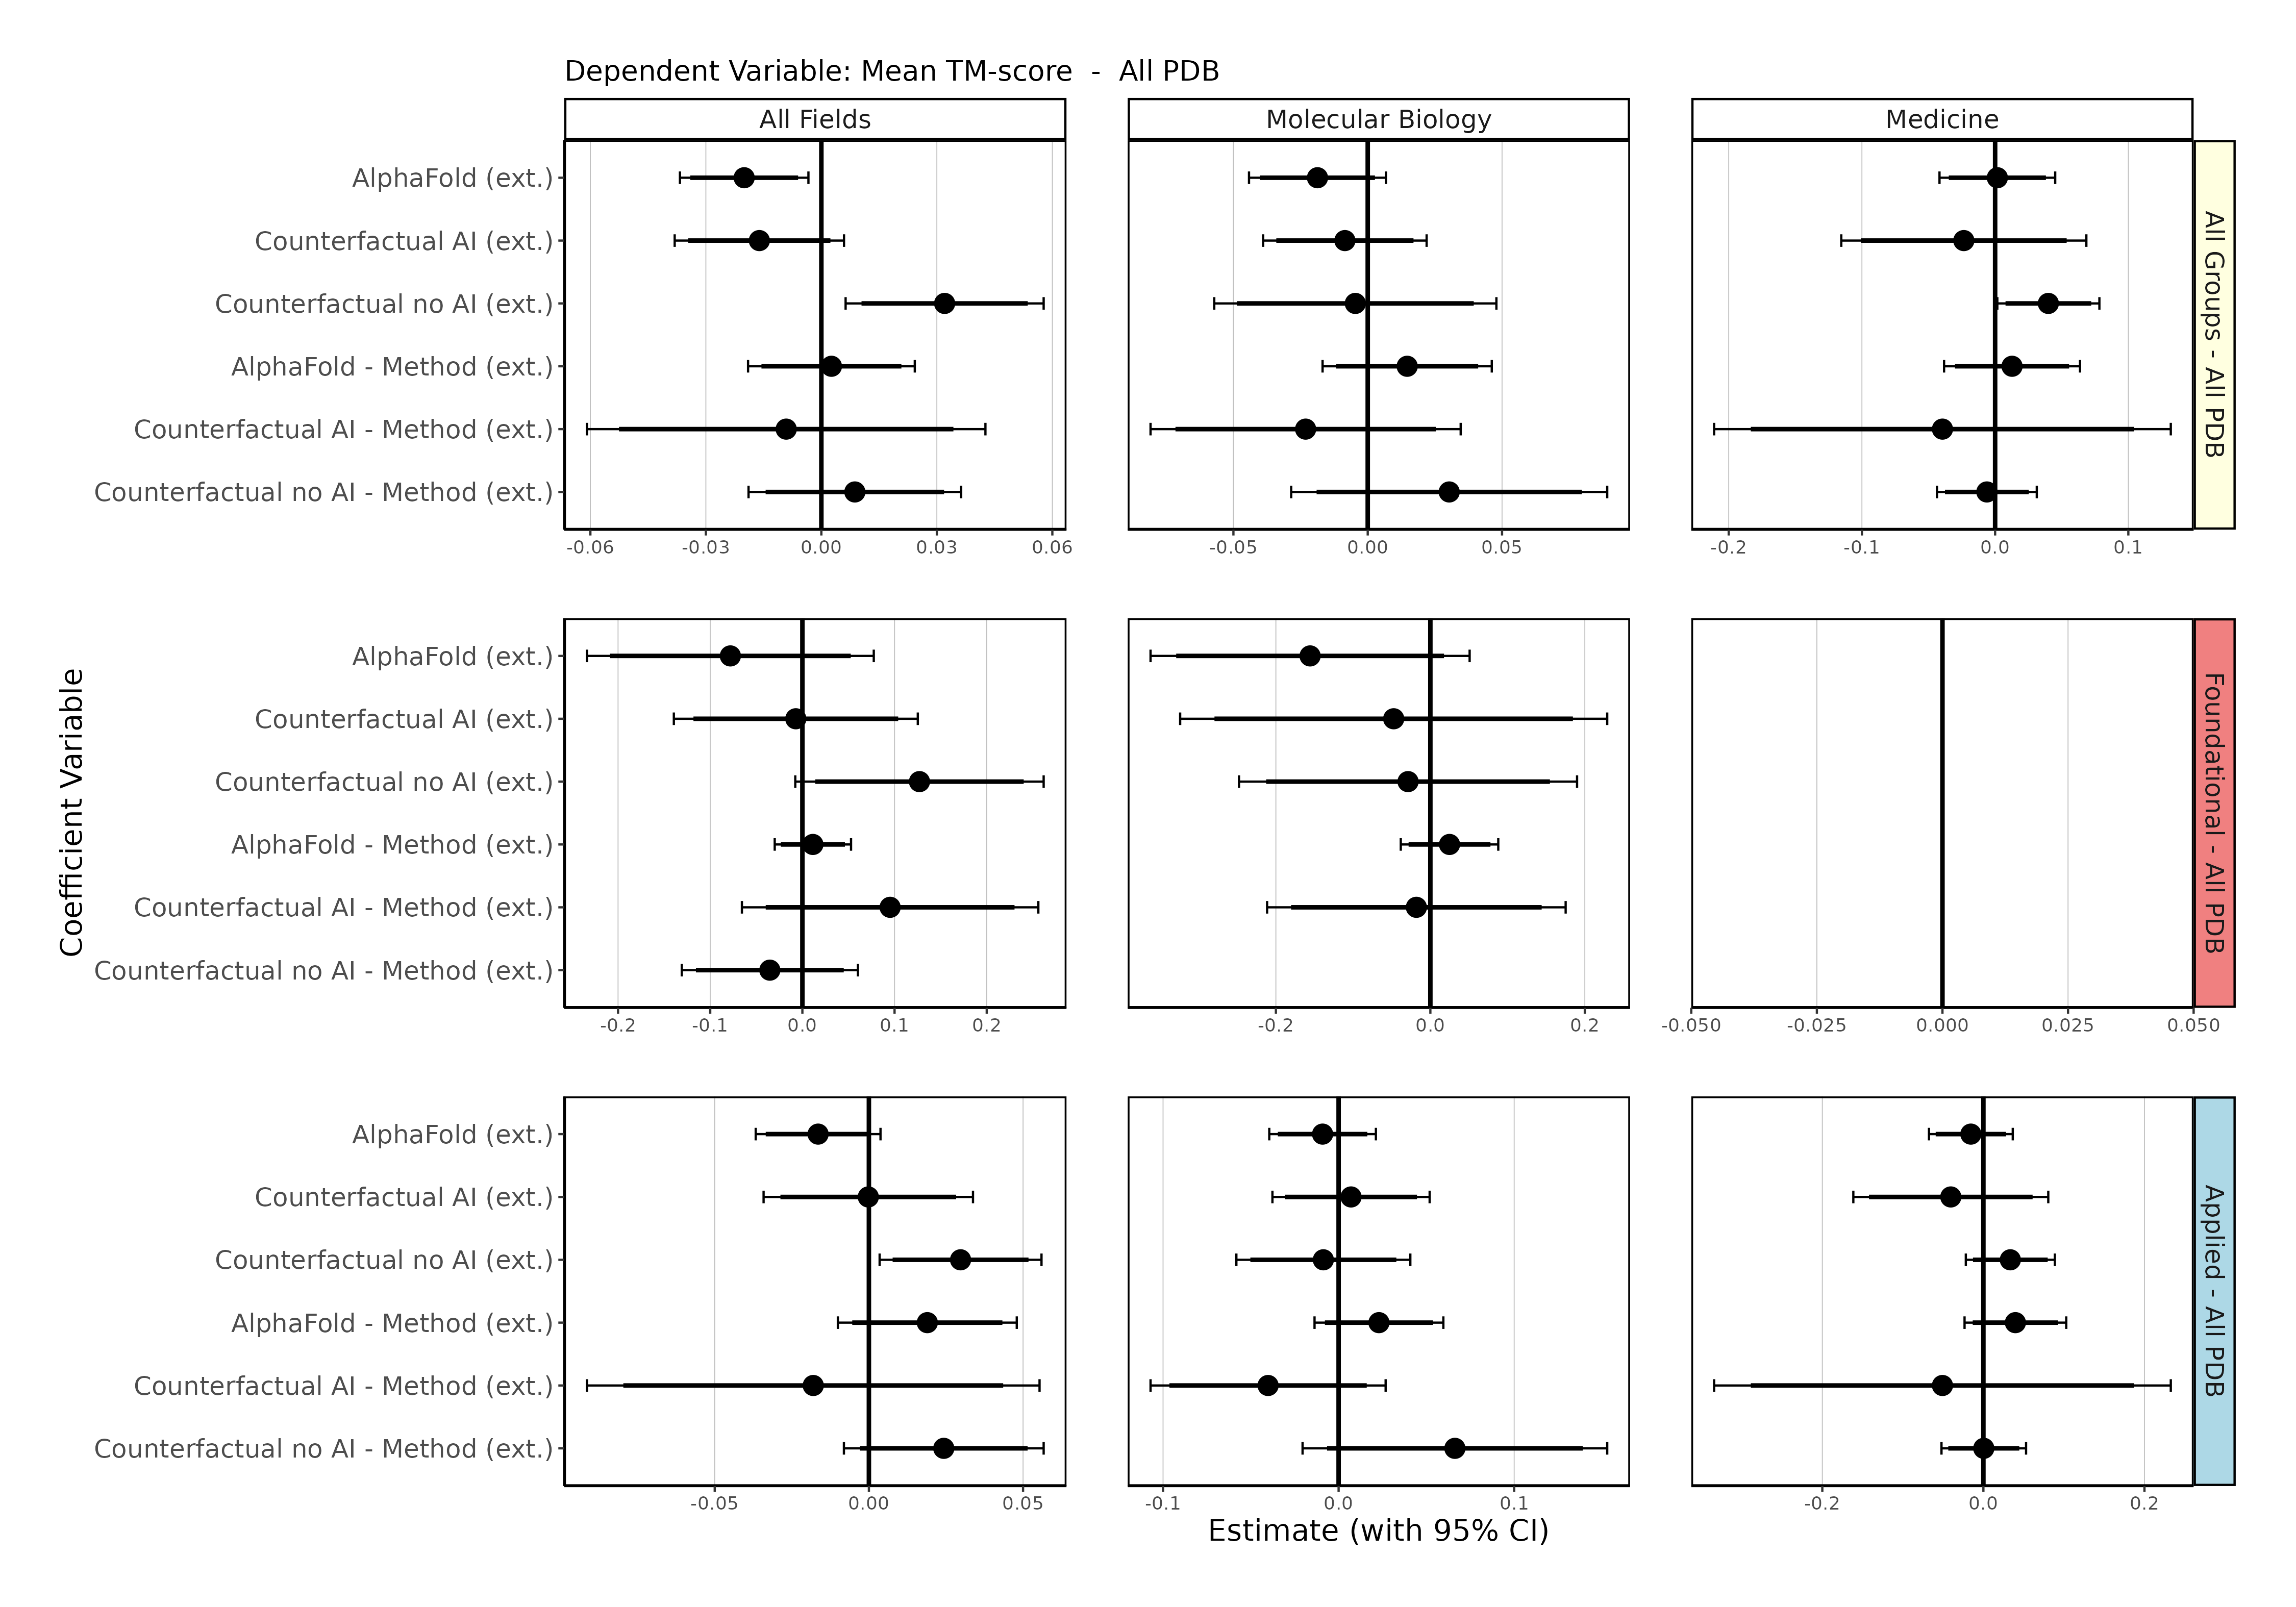 Dependent Variable: Mean TM-score - All PDB
All Fields
Molecular Biology
Medicine
AlphaFold (ext.)
Counterfactual AI (ext.)
Counterfactual no AI (ext.)
AlphaFold - Method (ext.)
Counterfactual AI - Method (ext.)
Counterfactual no AI - Method (ext.)
All Groups - All PDB
-0.06 -0.03 0.00 0.03 0.06
-0.05 0.00 0.05
-0.2 -0.1 0.0 0.1
Coefficient Variable
AlphaFold (ext.)
Counterfactual AI (ext.)
Counterfactual no AI (ext.)
AlphaFold - Method (ext.)
Counterfactual AI - Method (ext.)
Counterfactual no AI - Method (ext.)
Foundational - All PDB
-0.2 -0.1 0.0 0.1 0.2
-0.2 0.0 0.2
-0.050 -0.025 0.000 0.025 0.050
AlphaFold (ext.)
Counterfactual AI (ext.)
Counterfactual no AI (ext.)
AlphaFold - Method (ext.)
Counterfactual AI - Method (ext.)
Counterfactual no AI - Method (ext.)
Applied - All PDB
-0.05 0.00 0.05
-0.1 0.0 0.1
-0.2 0.0 0.2
Estimate (with 95% CI)